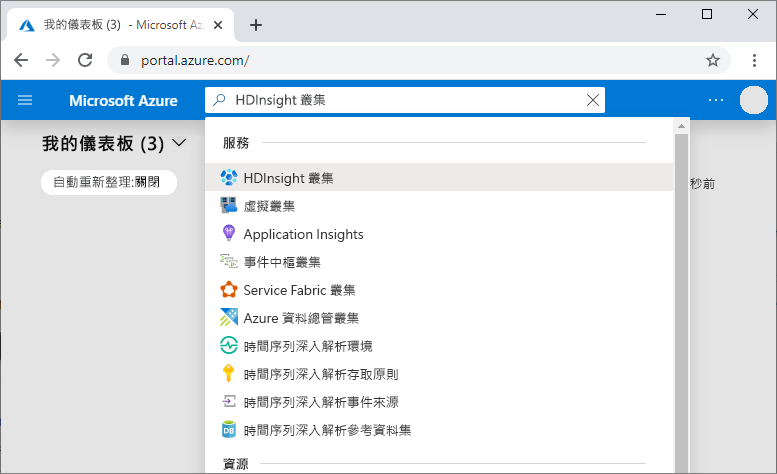 我的儀表板 (3) - Microsoft Az
portal.azure.com/
Microsoft Azure
HDInsight 叢集
我的儀表板 (3)
自動重新整理:關閉
秒前
服務
HDInsight 叢集
虛擬叢集
Application Insights
事件中樞叢集
Service Fabric 叢集
Azure 資料總管叢集
時間序列深入解析環境
時間序列深入解析存取原則
時間序列深入解析事件來源
時間序列深入解析參考資料集
資源